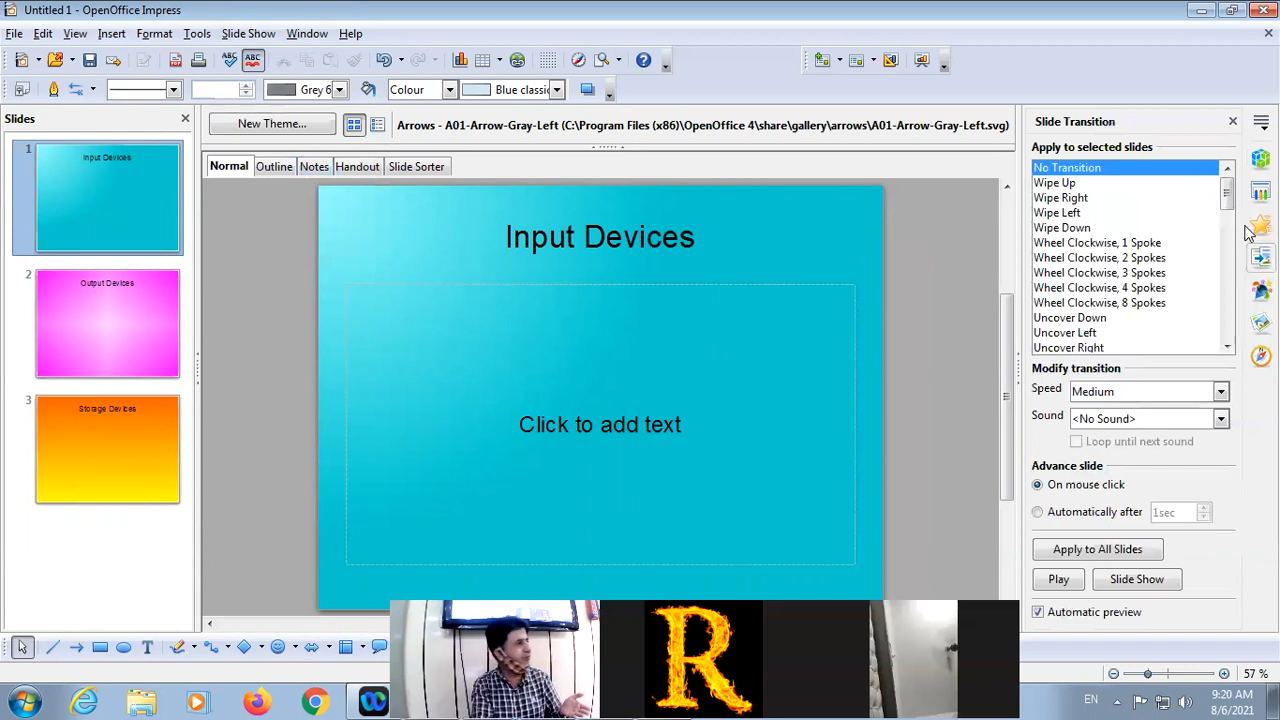 Untitled 1 - OpenOffice Impress
File Edit View Insert Format Tools Slide Show Window Help
ABC ABC
Grey 6 Colour Blue classic
Slides
New Theme...
Arrows - A01-Arrow-Gray-Left (C:\Program Files (x86)\OpenOffice 4\share\gallery\arrows\A01-Arrow-Gray-Left.svg)
Normal Outline Notes Handout Slide Sorter
1
Input Devices
2
Output Devices
3
Storage Devices
Input Devices
Click to add text
Slide Transition
Apply to selected slides
No Transition
Wipe Up
Wipe Right
Wipe Left
Wipe Down
Wheel Clockwise, 1 Spoke
Wheel Clockwise, 2 Spokes
Wheel Clockwise, 3 Spokes
Wheel Clockwise, 4 Spokes
Wheel Clockwise, 8 Spokes
Uncover Down
Uncover Left
Uncover Right
Modify transition
Speed Medium
Sound <No Sound>
Loop until next sound
Advance slide
On mouse click
Automatically after 1sec
Apply to All Slides
Play Slide Show
Automatic preview
R
57 %
EN
9:20 AM
8/6/2021